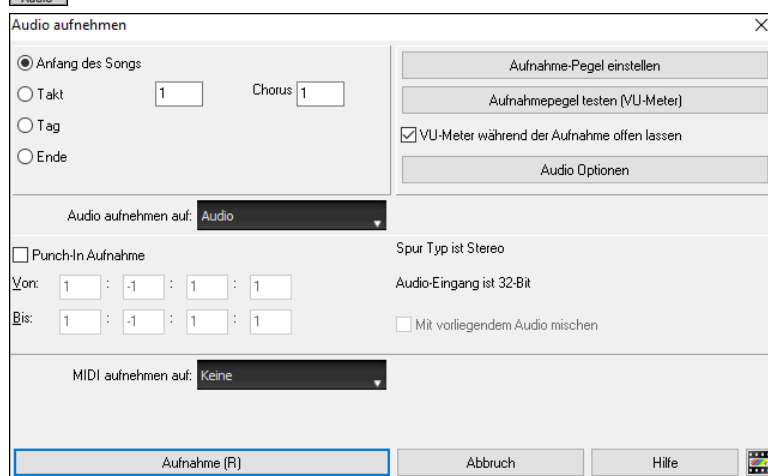 Audio
Audio aufnehmen
Anfang des Songs
Takt 1 Chorus 1
Tag
Ende
Aufnahme-Pegel einstellen
Aufnahmepegel testen (VU-Meter)
VU-Meter während der Aufnahme offen lassen
Audio Optionen
Audio aufnehmen auf: Audio
Punch-In Aufnahme
Von: 1 : -1 : 1 : 1
Bis: 1 : -1 : 1 : 1
Spur Typ ist Stereo
Audio-Eingang ist 32-Bit
Mit vorliegendem Audio mischen
MIDI aufnehmen auf: Keine
Aufnahme (R) Abbruch Hilfe